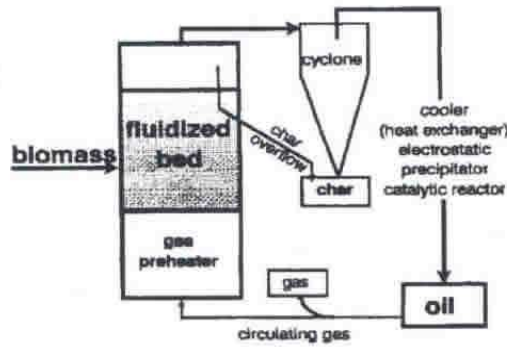 cyclone
fluidized
bed
biomass
char
overflow
char
cooler
(heat exchanger)
electrostatic
precipitator
catalytic reactor
gas
preheater
gas
oil
circulating gas